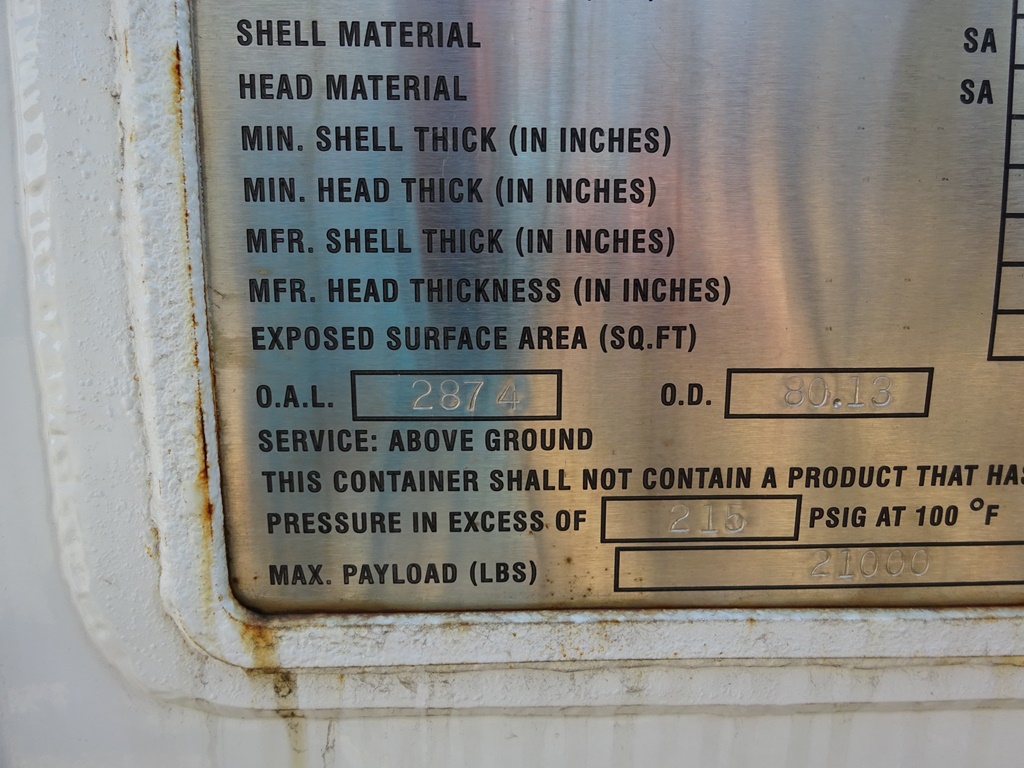 SHELL MATERIAL SA
HEAD MATERIAL SA
MIN. SHELL THICK (IN INCHES)
MIN. HEAD THICK (IN INCHES)
MFR. SHELL THICK (IN INCHES)
MFR. HEAD THICKNESS (IN INCHES)
EXPOSED SURFACE AREA (SQ.FT)
O.A.L. 2874 O.D. 80.13
SERVICE: ABOVE GROUND
THIS CONTAINER SHALL NOT CONTAIN A PRODUCT THAT HAS
PRESSURE IN EXCESS OF 215 PSIG AT 100 °F
MAX. PAYLOAD (LBS) 21000